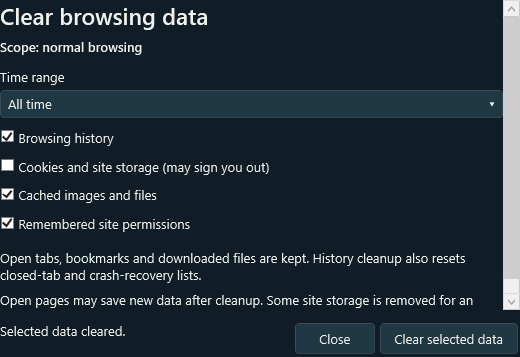 Clear browsing data
Scope: normal browsing
Time range
All time
Browsing history
Cookies and site storage (may sign you out)
Cached images and files
Remembered site permissions
Open tabs, bookmarks and downloaded files are kept. History cleanup also resets
closed-tab and crash-recovery lists.
Open pages may save new data after cleanup. Some site storage is removed for an
Selected data cleared.
Close
Clear selected data